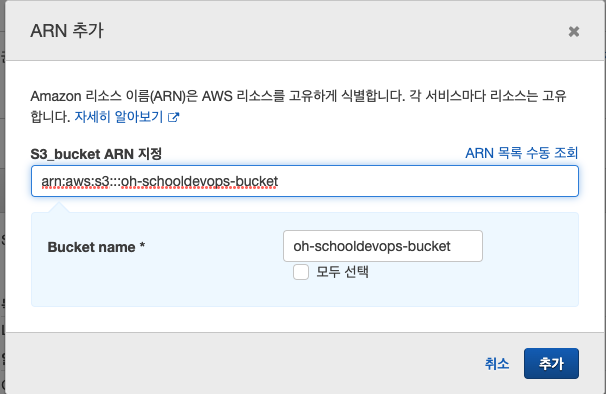 ARN 추가
Amazon 리소스 이름(ARN)은 AWS 리소스를 고유하게 식별합니다. 각 서비스마다 리소스는 고유
합니다. 자세히 알아보기
S3_bucket ARN 지정 ARN 목록 수동 조회
arn:aws:s3:::oh-schooldevops-bucket
Bucket name * oh-schooldevops-bucket
모두 선택
취소 추가